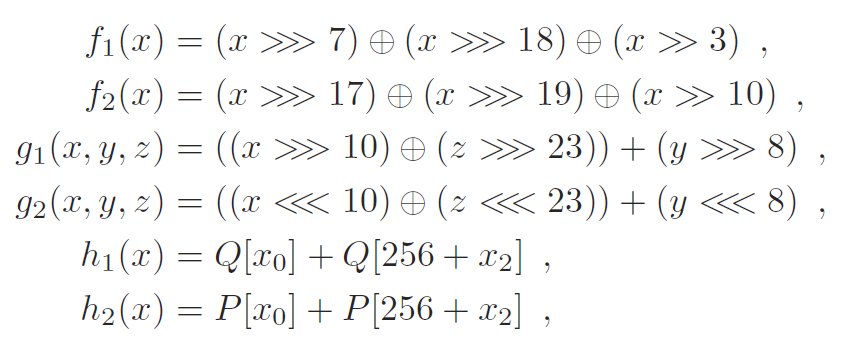 f₁(x) = (x ⋙ 7) ⊕ (x ⋙ 18) ⊕ (x ≫ 3) ,
f₂(x) = (x ⋙ 17) ⊕ (x ⋙ 19) ⊕ (x ≫ 10) ,
g₁(x, y, z) = ((x ⋙ 10) ⊕ (z ⋙ 23)) + (y ⋙ 8) ,
g₂(x, y, z) = ((x ⋘ 10) ⊕ (z ⋘ 23)) + (y ⋘ 8) ,
h₁(x) = Q[x₀] + Q[256 + x₂] ,
h₂(x) = P[x₀] + P[256 + x₂] ,